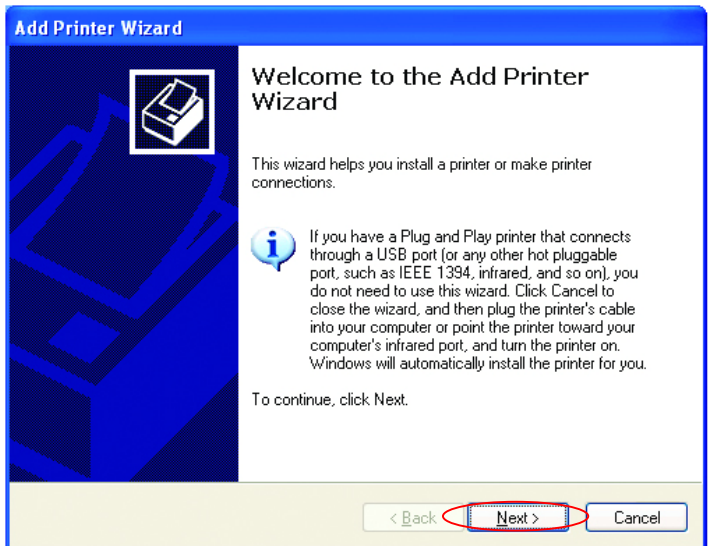 Add Printer Wizard
Welcome to the Add Printer
Wizard
This wizard helps you install a printer or make printer
connections.
If you have a Plug and Play printer that connects
through a USB port (or any other hot pluggable
port, such as IEEE 1394, infrared, and so on), you
do not need to use this wizard. Click Cancel to
close the wizard, and then plug the printer's cable
into your computer or point the printer toward your
computer's infrared port, and turn the printer on.
Windows will automatically install the printer for you.
To continue, click Next.
< Back Next > Cancel